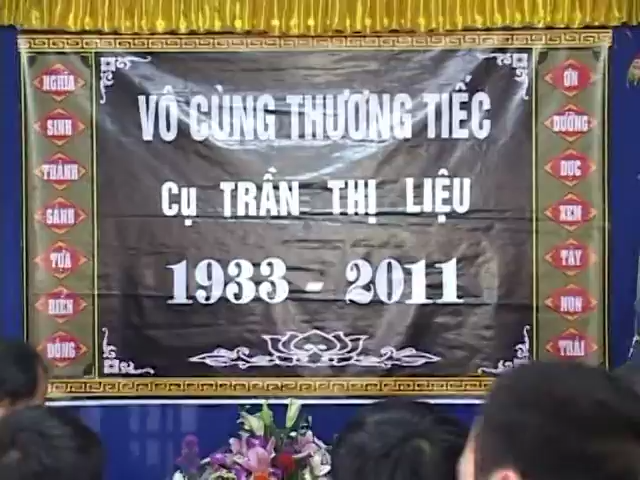 VÔ CÙNG THƯƠNG TIẾC
Cụ TRẦN THỊ LIỆU
1933 - 2011
NGHĨA
SINH
THÀNH
SÁNH
TỰA
BIỂN
ĐÔNG
ƠN
DƯỠNG
DỤC
XEM
TÀY
NON
THÁI